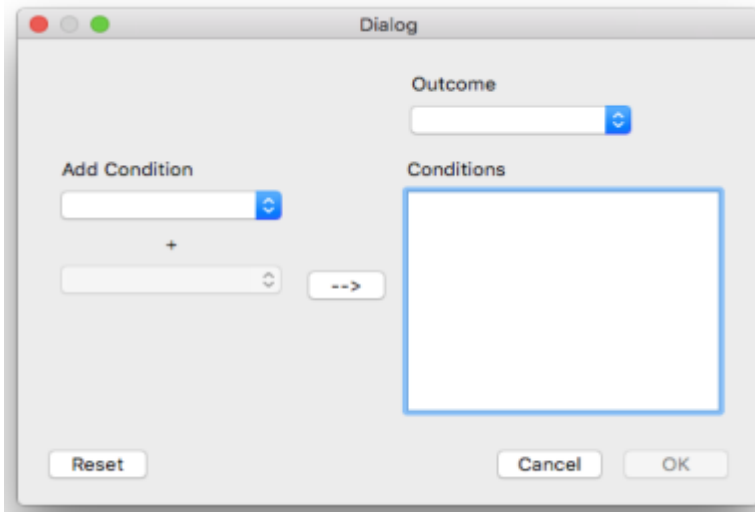 Dialog
Outcome
Add Condition
Conditions
+
-->
Reset
Cancel
OK